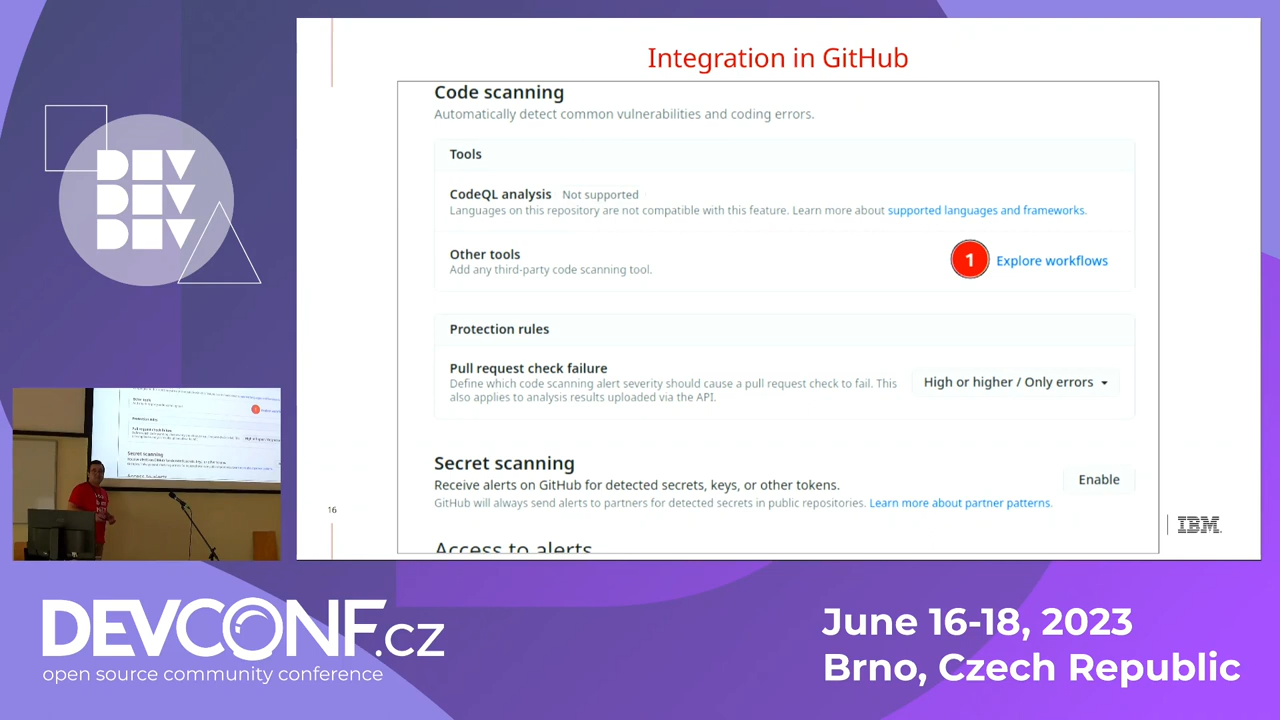 Integration in GitHub
Code scanning
Automatically detect common vulnerabilities and coding errors.
Tools
CodeQL analysis Not supported
Languages on this repository are not compatible with this feature. Learn more about supported languages and frameworks.
Other tools
Add any third-party code scanning tool.
1 Explore workflows
Protection rules
Pull request check failure
Define which code scanning alert severity should cause a pull request check to fail. This
also applies to analysis results uploaded via the API.
High or higher / Only errors
Secret scanning
Receive alerts on GitHub for detected secrets, keys, or other tokens.
GitHub will always send alerts to partners for detected secrets in public repositories. Learn more about partner patterns.
Enable
Access to alerts
16
IBM
DEV
DEV
DEV
DEVCONF.cz
open source community conference
June 16-18, 2023
Brno, Czech Republic